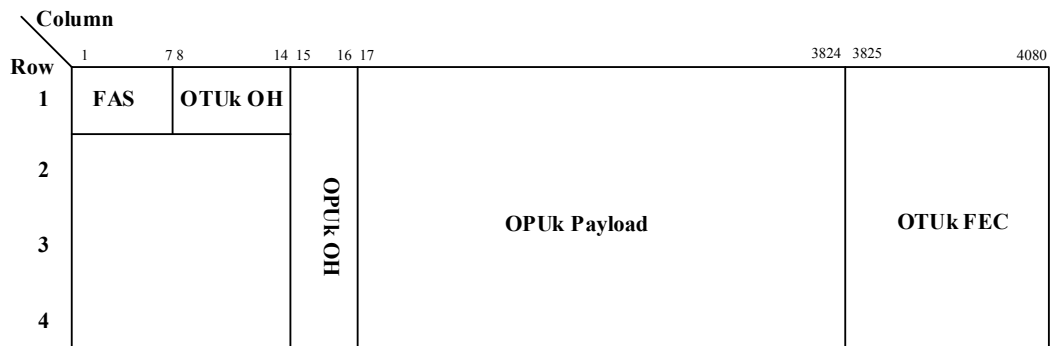 Column
1 7 8 14 15 16 17 3824 3825 4080
Row
1 FAS OTUk OH
2
OPUk OH
OPUk Payload
OTUk FEC
3
4